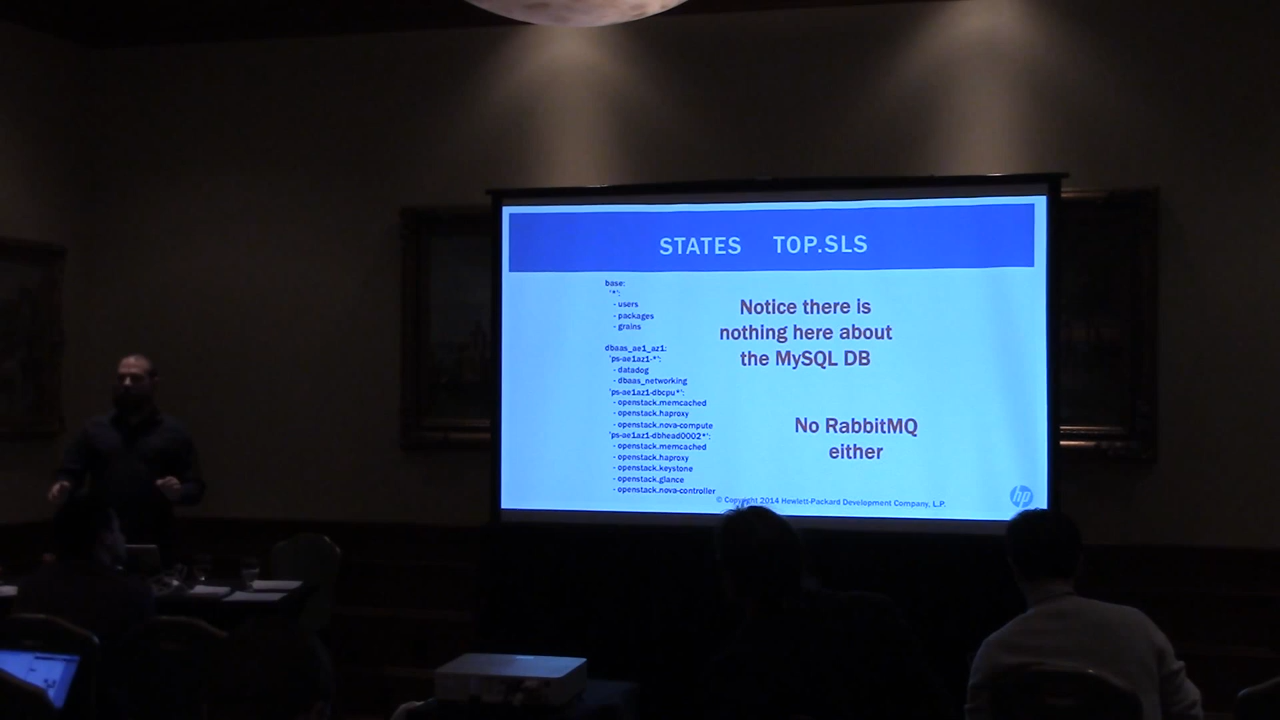 STATES TOP.SLS
base:
'*':
- users
- packages
- grains
dbaas_ae1_az1:
'ps-ae1az1-*':
- datadog
- dbaas_networking
'ps-ae1az1-dbcpu*':
- openstack.memcached
- openstack.haproxy
- openstack.nova-compute
'ps-ae1az1-dbhead0002*':
- openstack.memcached
- openstack.haproxy
- openstack.keystone
- openstack.glance
- openstack.nova-controller
Notice there is
nothing here about
the MySQL DB
No RabbitMQ
either
© Copyright 2014 Hewlett-Packard Development Company, L.P.
hp